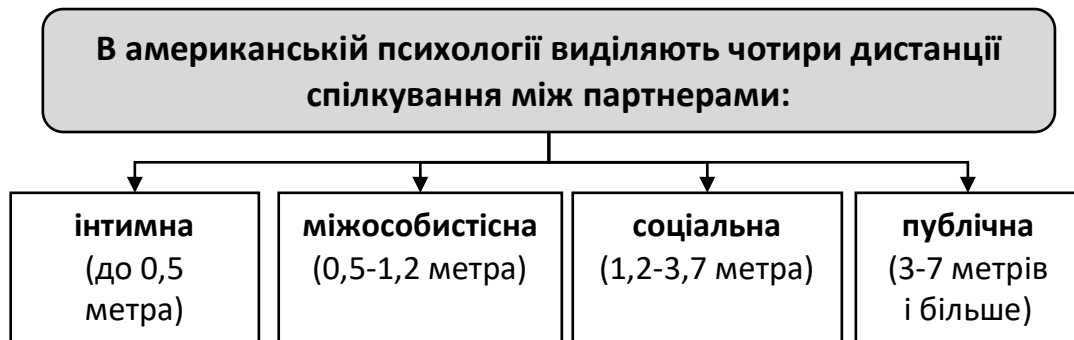 В американській психології виділяють чотири дистанції
спілкування між партнерами:
інтимна
(до 0,5
метра)
міжособистісна
(0,5-1,2 метра)
соціальна
(1,2-3,7 метра)
публічна
(3-7 метрів
і більше)